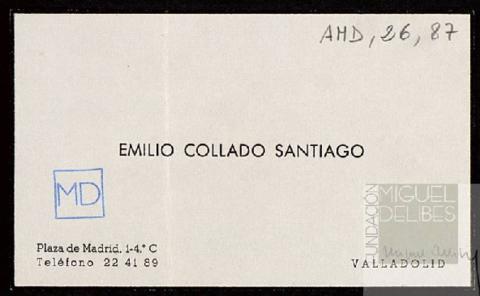 AMD, 26, 87
EMILIO COLLADO SANTIAGO
MD
Plaza de Madrid, 1-4.° C
Teléfono 22 41 89
VALLADOLID
FUNDACIÓN
MIGUEL
DELIBES